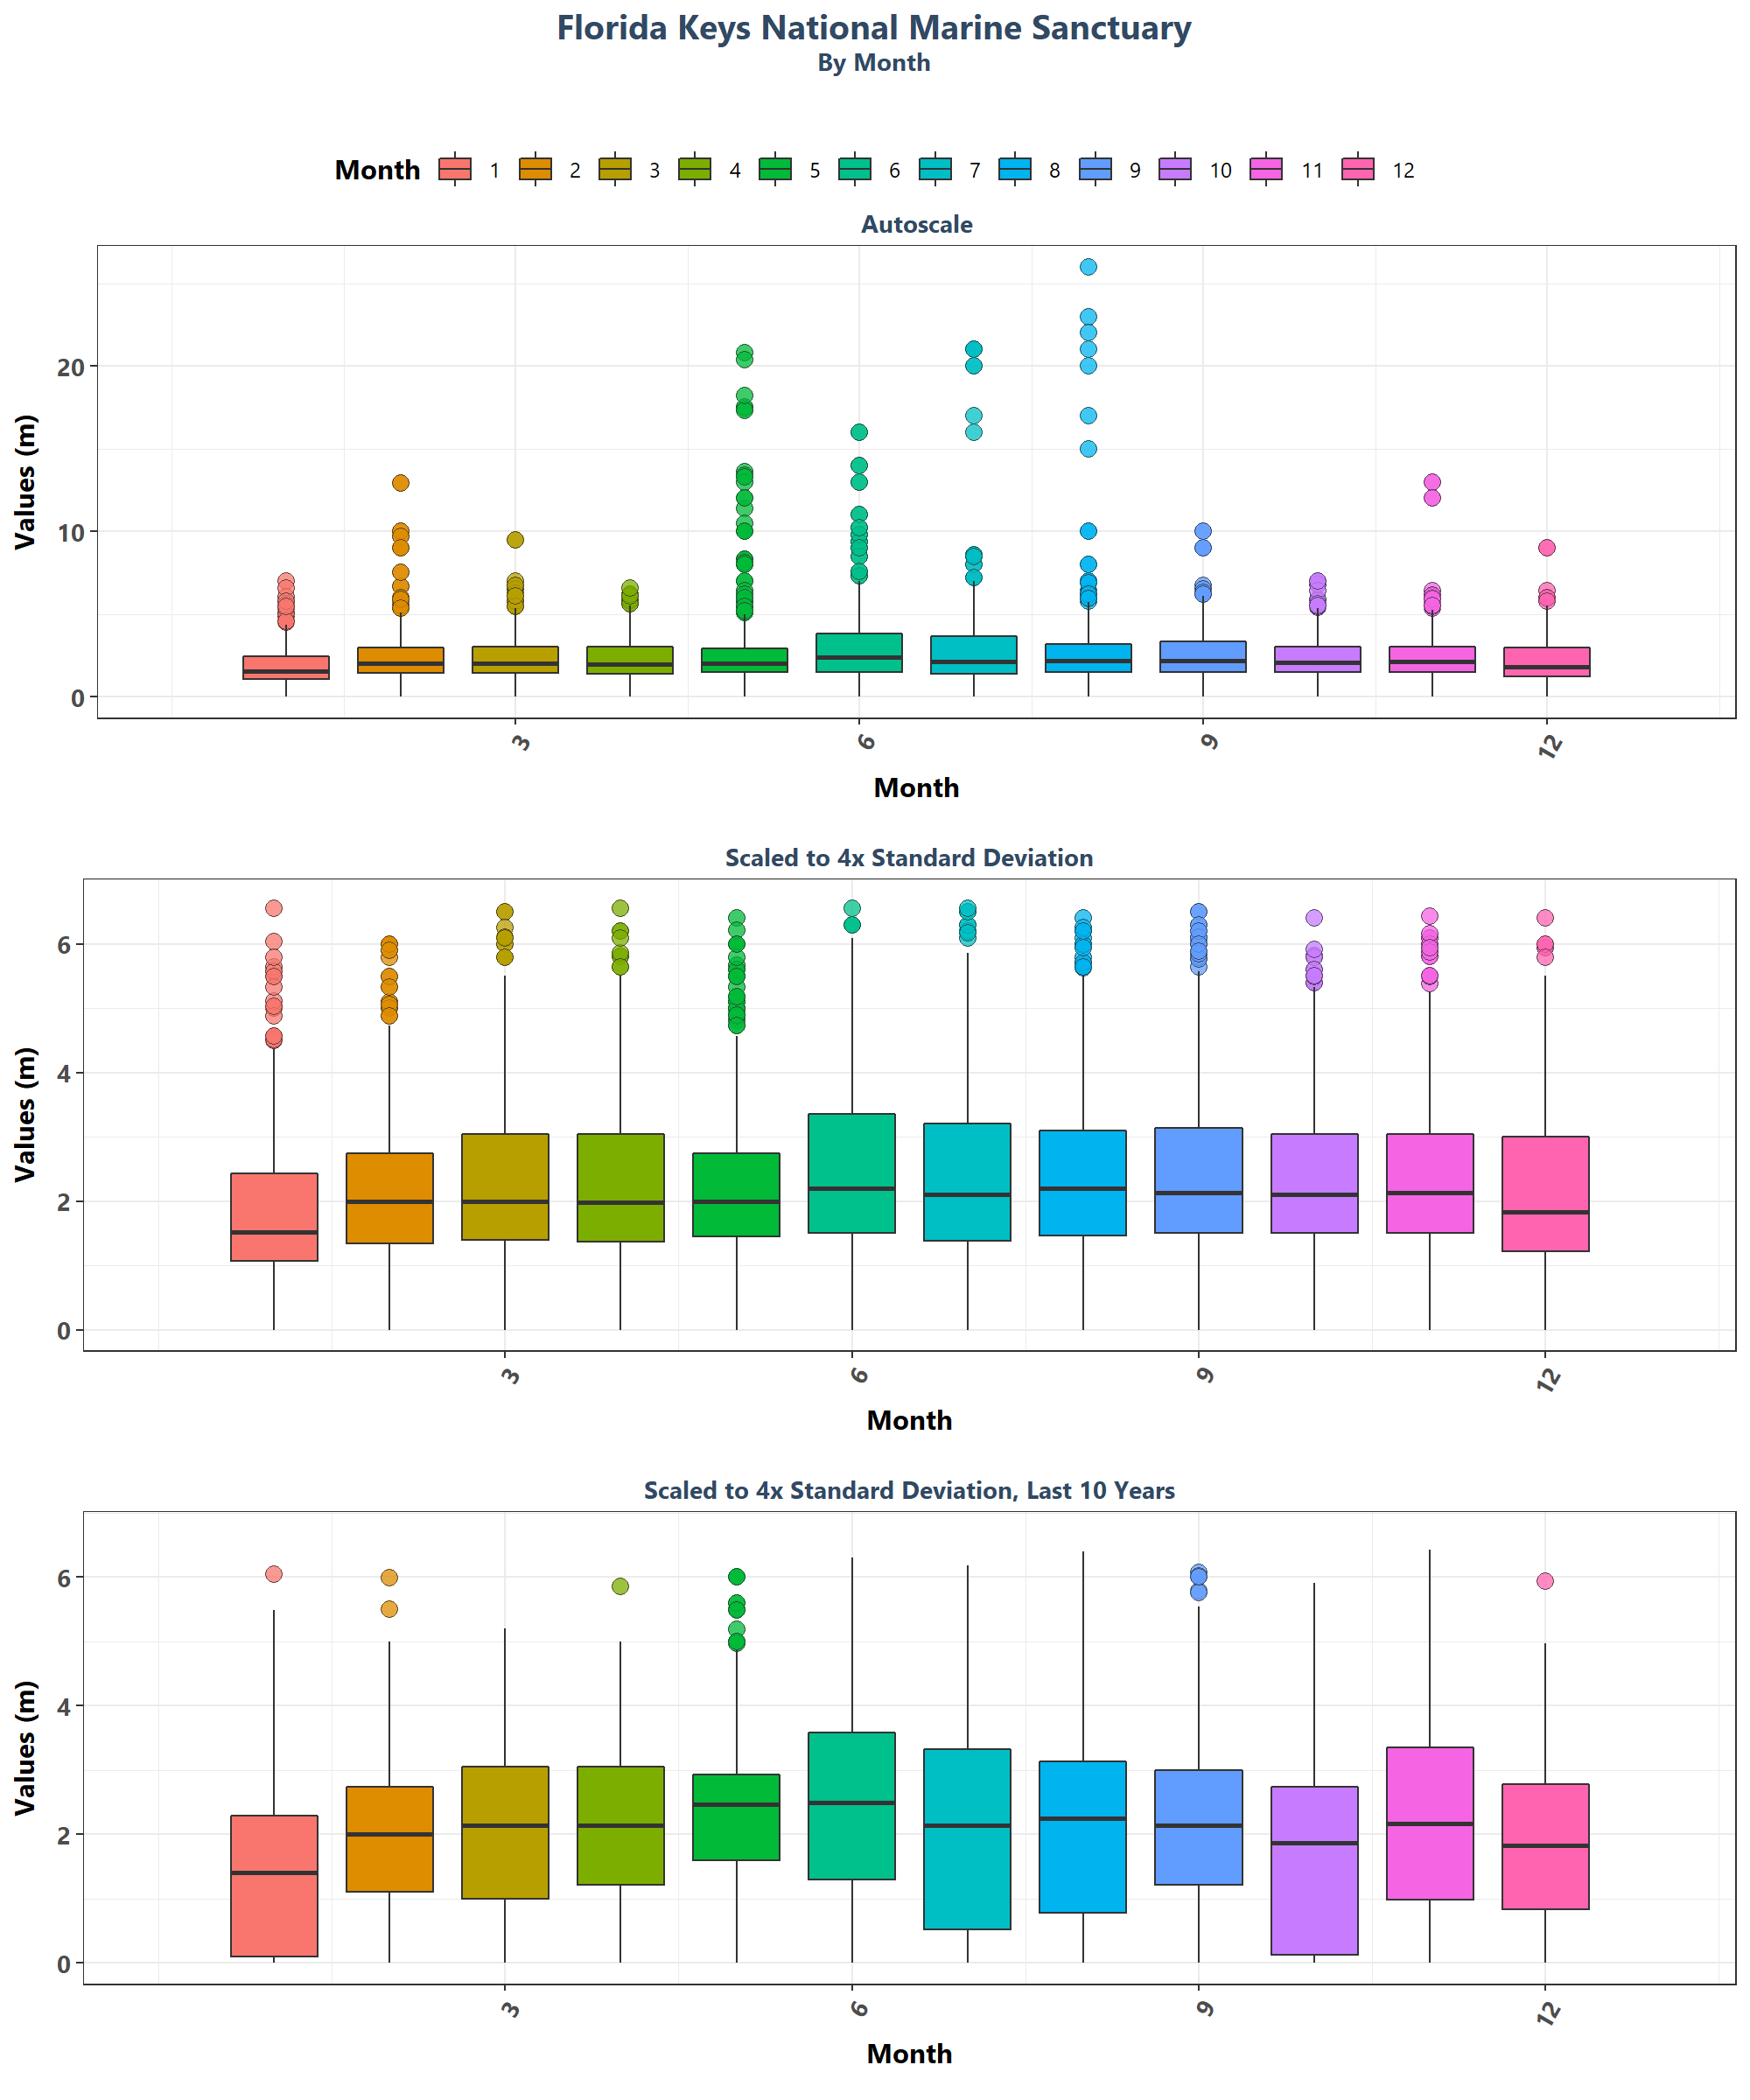 Florida Keys National Marine Sanctuary
By Month
Month 1 2 3 4 5 6 7 8 9 10 11 12
Autoscale
Values (m)
20
10
0
3 6 9 12
Month
Scaled to 4x Standard Deviation
Values (m)
6
4
2
0
3 6 9 12
Month
Scaled to 4x Standard Deviation, Last 10 Years
Values (m)
6
4
2
0
3 6 9 12
Month